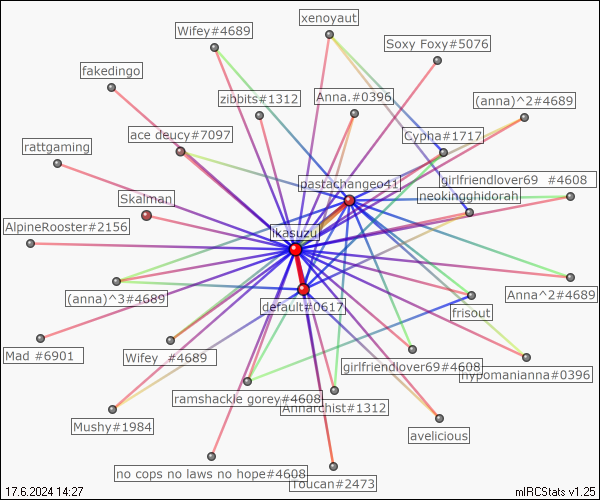 xenoyaut
Wifey#4689
Soxy Foxy#5076
fakedingo
zibbits#1312
Anna.#0396
(anna)^2#4689
ace deucy#7097
Cypha#1717
rattgaming
pastachangeo41
girlfriendlover69 #4608
neokingghidorah
Skalman
AlpineRooster#2156
ikasuzu
(anna)^3#4689
Anna^2#4689
default#0617
frisout
Mad #6901
Wifey #4689
girlfriendlover69#4608
hypomanianna#0396
ramshackle gorey#4608
Annarchist#1312
Mushy#1984
avelicious
no cops no laws no hope#4608
Toucan#2473
17.6.2024 14:27
mIRCStats v1.25